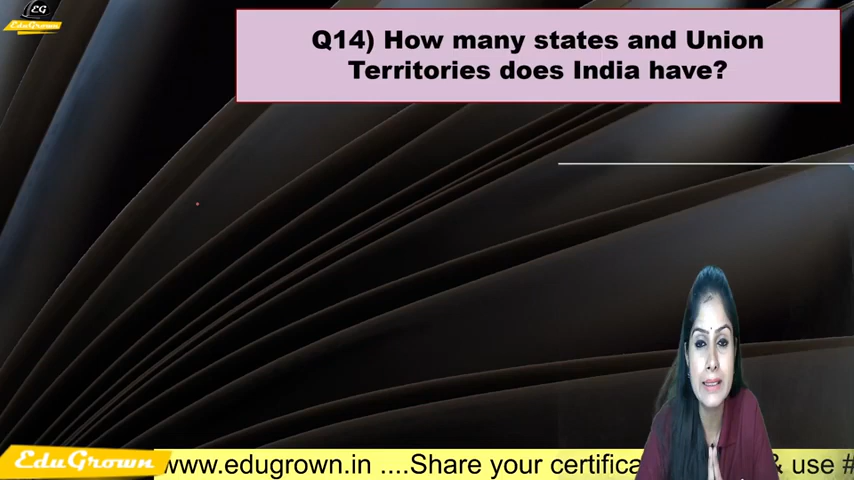 EG
EduGrown
Q14) How many states and Union
Territories does India have?
EduGrown
www.edugrown.in ....Share your & use #